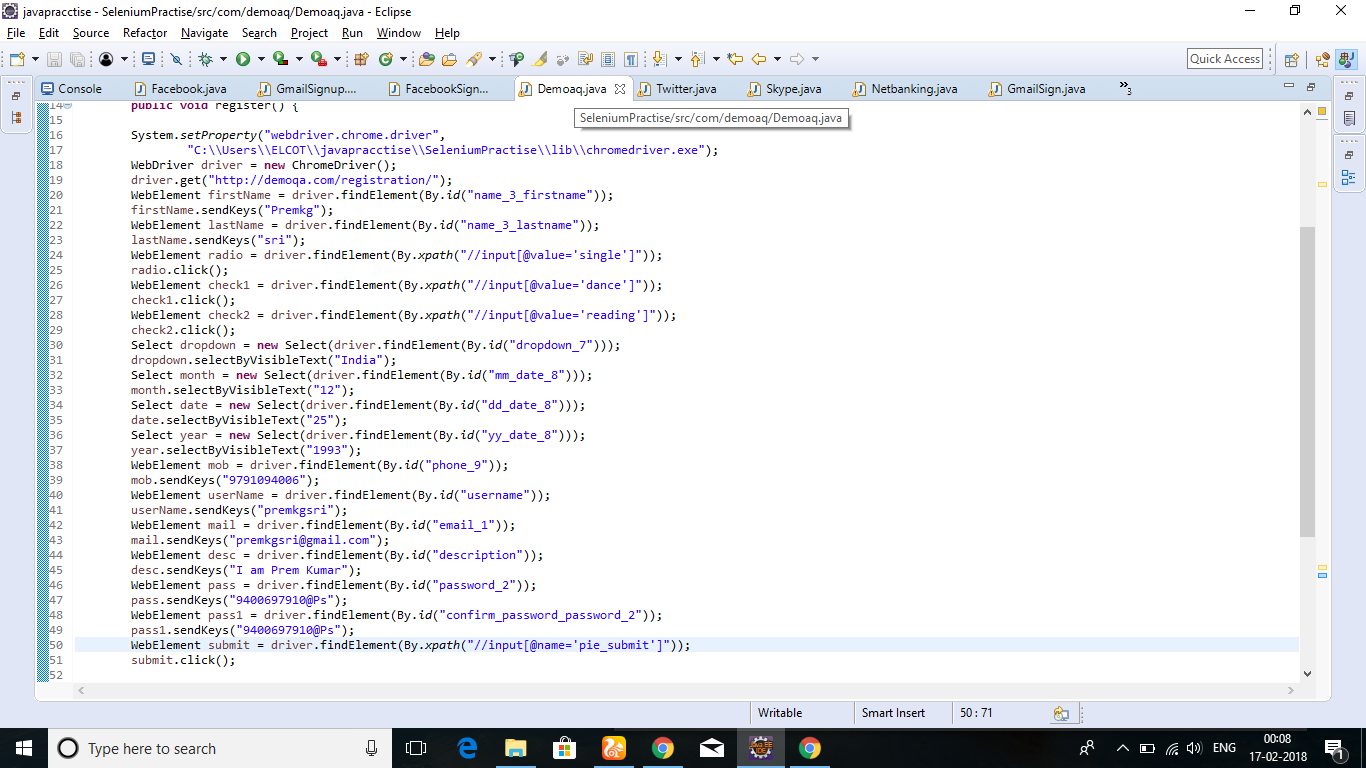 javapracctise - SeleniumPractise/src/com/demoaq/Demoaq.java - Eclipse
File Edit Source Refactor Navigate Search Project Run Window Help
Quick Access
Console Facebook.java GmailSignup.... FacebookSign... Demoaq.java Twitter.java Skype.java Netbanking.java GmailSign.java »3
SeleniumPractise/src/com/demoaq/Demoaq.java
14 public void register() {
15
16 System.setProperty("webdriver.chrome.driver",
17 "C:\\Users\\ELCOT\\javapracctise\\SeleniumPractise\\lib\\chromedriver.exe");
18 WebDriver driver = new ChromeDriver();
19 driver.get("http://demoqa.com/registration/");
20 WebElement firstName = driver.findElement(By.id("name_3_firstname"));
21 firstName.sendKeys("Premkg");
22 WebElement lastName = driver.findElement(By.id("name_3_lastname"));
23 lastName.sendKeys("sri");
24 WebElement radio = driver.findElement(By.xpath("//input[@value='single']"));
25 radio.click();
26 WebElement check1 = driver.findElement(By.xpath("//input[@value='dance']"));
27 check1.click();
28 WebElement check2 = driver.findElement(By.xpath("//input[@value='reading']"));
29 check2.click();
30 Select dropdown = new Select(driver.findElement(By.id("dropdown_7")));
31 dropdown.selectByVisibleText("India");
32 Select month = new Select(driver.findElement(By.id("mm_date_8")));
33 month.selectByVisibleText("12");
34 Select date = new Select(driver.findElement(By.id("dd_date_8")));
35 date.selectByVisibleText("25");
36 Select year = new Select(driver.findElement(By.id("yy_date_8")));
37 year.selectByVisibleText("1993");
38 WebElement mob = driver.findElement(By.id("phone_9"));
39 mob.sendKeys("9791094006");
40 WebElement userName = driver.findElement(By.id("username"));
41 userName.sendKeys("premkgsri");
42 WebElement mail = driver.findElement(By.id("email_1"));
43 mail.sendKeys("premkgsri@gmail.com");
44 WebElement desc = driver.findElement(By.id("description"));
45 desc.sendKeys("I am Prem Kumar");
46 WebElement pass = driver.findElement(By.id("password_2"));
47 pass.sendKeys("9400697910@Ps");
48 WebElement pass1 = driver.findElement(By.id("confirm_password_password_2"));
49 pass1.sendKeys("9400697910@Ps");
50 WebElement submit = driver.findElement(By.xpath("//input[@name='pie_submit']"));
51 submit.click();
52
Writable Smart Insert 50 : 71
Type here to search
ENG
00:08
17-02-2018
1